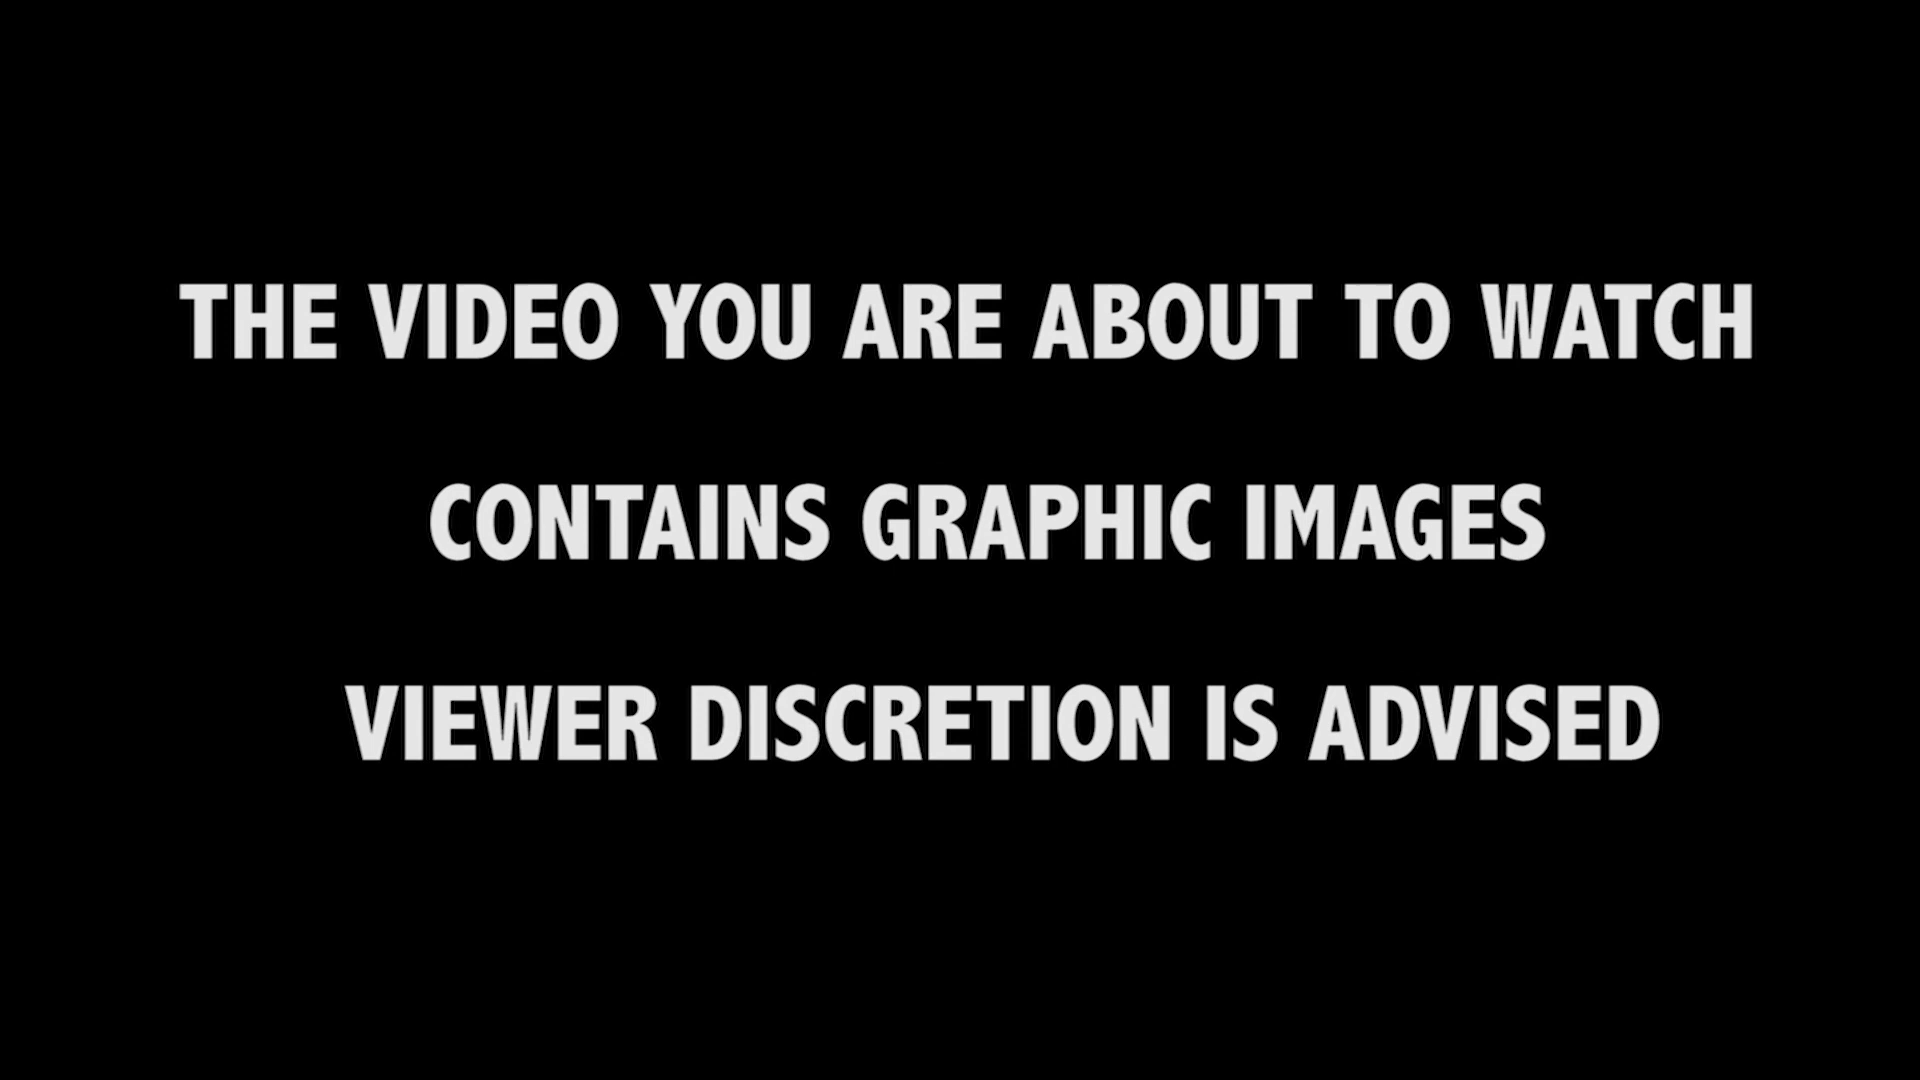 THE VIDEO YOU ARE ABOUT TO WATCH
CONTAINS GRAPHIC IMAGES
VIEWER DISCRETION IS ADVISED